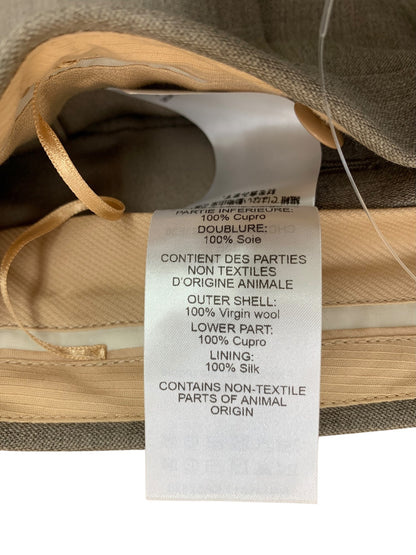 PARTIE INFERIEURE:
100% Cupro
DOUBLURE:
100% Soie
CONTIENT DES PARTIES
NON TEXTILES
D'ORIGINE ANIMALE
OUTER SHELL:
100% Virgin wool
LOWER PART:
100% Cupro
LINING:
100% Silk
CONTAINS NON-TEXTILE
PARTS OF ANIMAL
ORIGIN